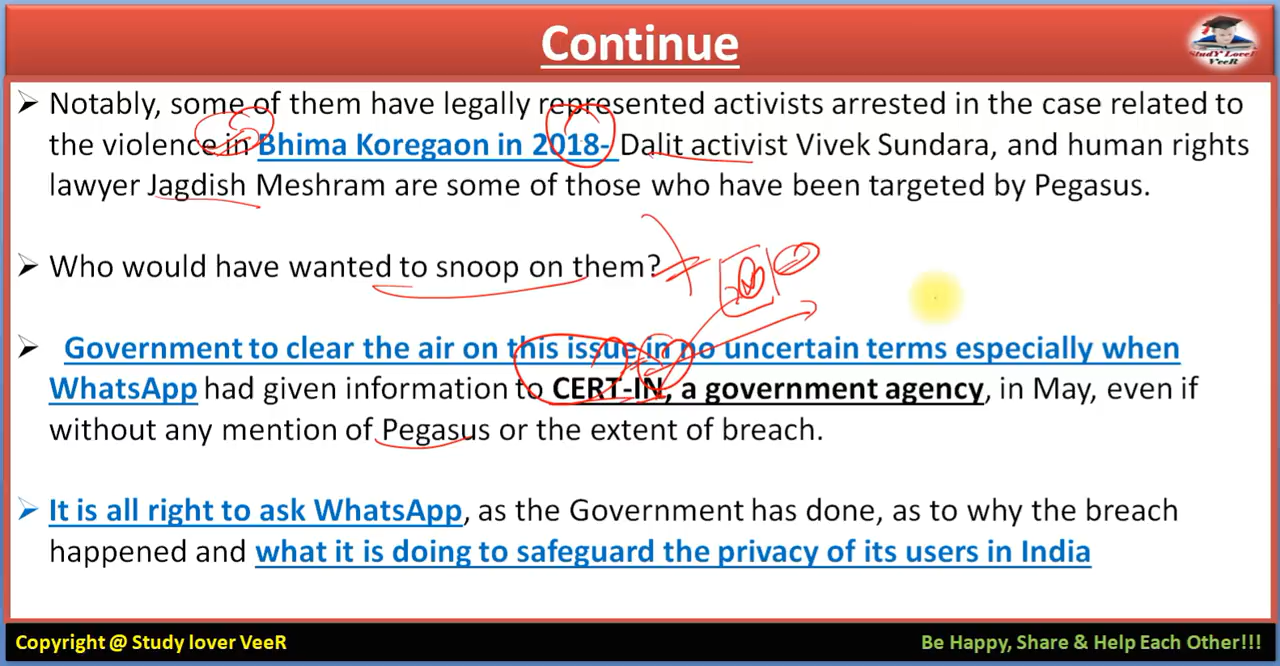 Continue
StudY LoveR
VeeR
➤ Notably, some of them have legally represented activists arrested in the case related to
the violence in Bhima Koregaon in 2018- Dalit activist Vivek Sundara, and human rights
lawyer Jagdish Meshram are some of those who have been targeted by Pegasus.
➤ Who would have wanted to snoop on them?
➤ Government to clear the air on this issue in no uncertain terms especially when
WhatsApp had given information to CERT-IN, a government agency, in May, even if
without any mention of Pegasus or the extent of breach.
➤ It is all right to ask WhatsApp, as the Government has done, as to why the breach
happened and what it is doing to safeguard the privacy of its users in India
Copyright @ Study lover VeeR
Be Happy, Share & Help Each Other!!!